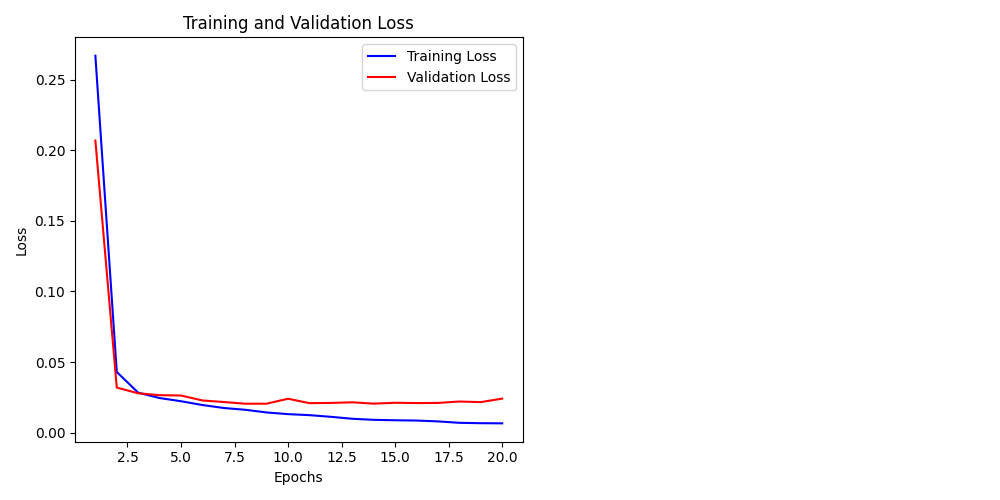 Training and Validation Loss
Training Loss
Validation Loss
0.25
0.20
0.15
0.10
0.05
0.00
Loss
2.5 5.0 7.5 10.0 12.5 15.0 17.5 20.0
Epochs